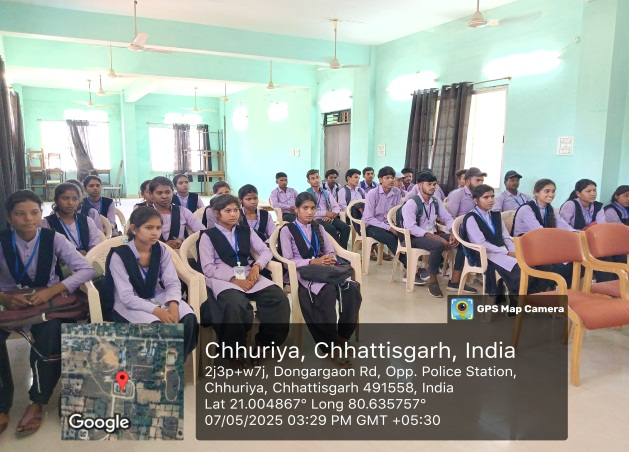 GPS Map Camera
Chhuriya, Chhattisgarh, India
2j3p+w7j, Dongargaon Rd, Opp. Police Station,
Chhuriya, Chhattisgarh 491558, India
Lat 21.004867° Long 80.635757°
07/05/2025 03:29 PM GMT +05:30
Google